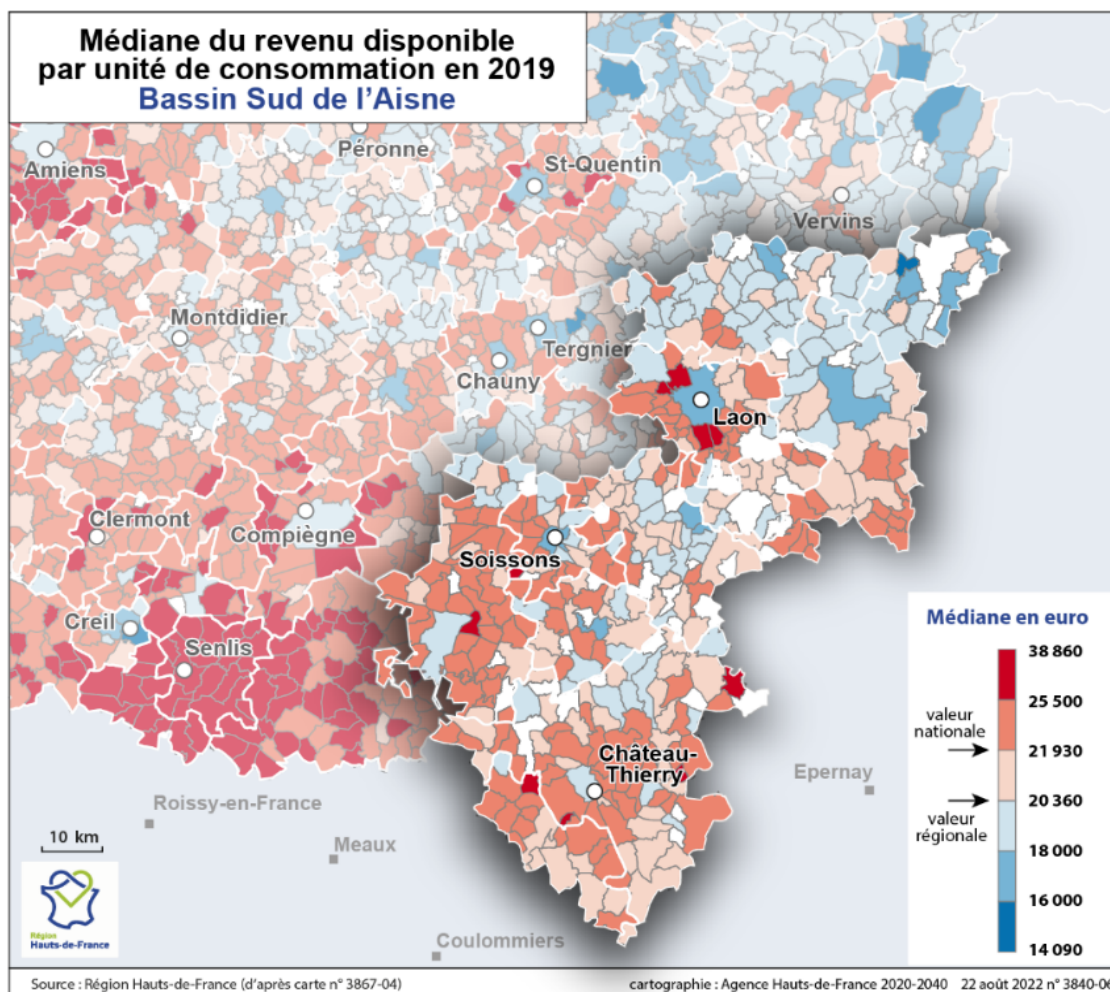 Médiane du revenu disponible
par unité de consommation en 2019
Bassin Sud de l'Aisne
Amiens
Péronne
St-Quentin
Vervins
Montdidier
Tergnier
Chauny
Laon
Clermont
Compiègne
Soissons
Creil
Senlis
Château-
Thierry
Epernay
Roissy-en-France
Meaux
Coulommiers
10 km
Région
Hauts-de-France
Médiane en euro
38 860
25 500
valeur
nationale
21 930
20 360
valeur
régionale
18 000
16 000
14 090
Source : Région Hauts-de-France (d'après carte n° 3867-04)
cartographie : Agence Hauts-de-France 2020-2040 22 août 2022 n° 3840-06